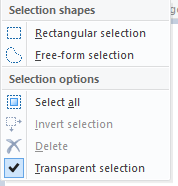 Selection shapes
Rectangular selection
Free-form selection
Selection options
Select all
Invert selection
Delete
Transparent selection